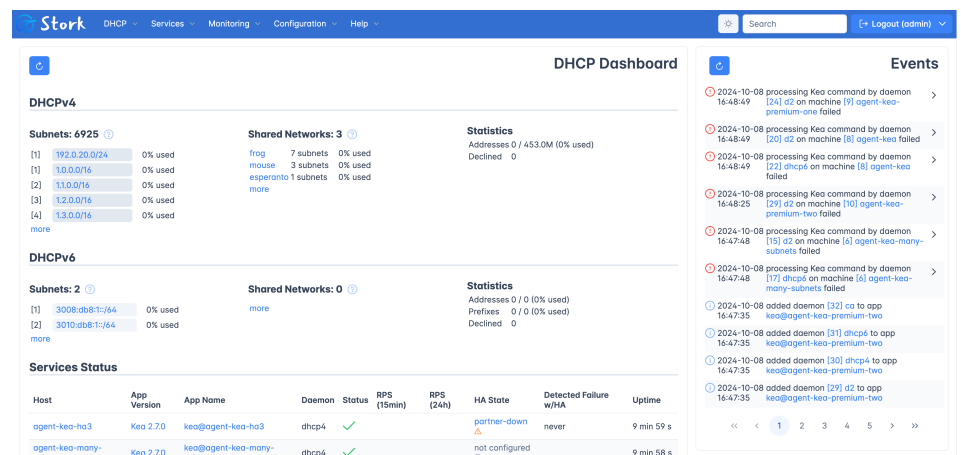 Stork DHCP Services Monitoring Configuration Help Search Logout (admin)
DHCP Dashboard
DHCPv4
Subnets: 6925
[1] 192.0.20.0/24 0% used
[1] 1.0.0.0/16 0% used
[2] 1.1.0.0/16 0% used
[3] 1.2.0.0/16 0% used
[4] 1.3.0.0/16 0% used
more
Shared Networks: 3
frog 7 subnets 0% used
mouse 3 subnets 0% used
esperanto 1 subnets 0% used
more
Statistics
Addresses 0 / 453.0M (0% used)
Declined 0
DHCPv6
Subnets: 2
[1] 3008:db8:1::/64 0% used
[2] 3010:db8:1::/64 0% used
more
Shared Networks: 0
more
Statistics
Addresses 0 / 0 (0% used)
Prefixes 0 / 0 (0% used)
Declined 0
Services Status
Host App Version App Name Daemon Status RPS (15min) RPS (24h) HA State Detected Failure w/HA Uptime
agent-kea-ha3 Kea 2.7.0 kea@agent-kea-ha3 dhcp4 partner-down never 9 min 59 s
agent-kea-many- Kea 2.7.0 kea@agent-kea-many- dhcp4 not configured 9 min 58 s
Events
2024-10-08 processing Kea command by daemon
16:48:49 [24] d2 on machine [9] agent-kea-
premium-one failed
2024-10-08 processing Kea command by daemon
16:48:49 [20] d2 on machine [8] agent-kea failed
2024-10-08 processing Kea command by daemon
16:48:49 [22] dhcp6 on machine [8] agent-kea
failed
2024-10-08 processing Kea command by daemon
16:48:25 [29] d2 on machine [10] agent-kea-
premium-two failed
2024-10-08 processing Kea command by daemon
16:47:48 [15] d2 on machine [6] agent-kea-many-
subnets failed
2024-10-08 processing Kea command by daemon
16:47:48 [17] dhcp6 on machine [6] agent-kea-
many-subnets failed
2024-10-08 added daemon [32] ca to app
16:47:35 kea@agent-kea-premium-two
2024-10-08 added daemon [31] dhcp6 to app
16:47:35 kea@agent-kea-premium-two
2024-10-08 added daemon [30] dhcp4 to app
16:47:35 kea@agent-kea-premium-two
2024-10-08 added daemon [29] d2 to app
16:47:35 kea@agent-kea-premium-two
« ‹ 1 2 3 4 5 › »